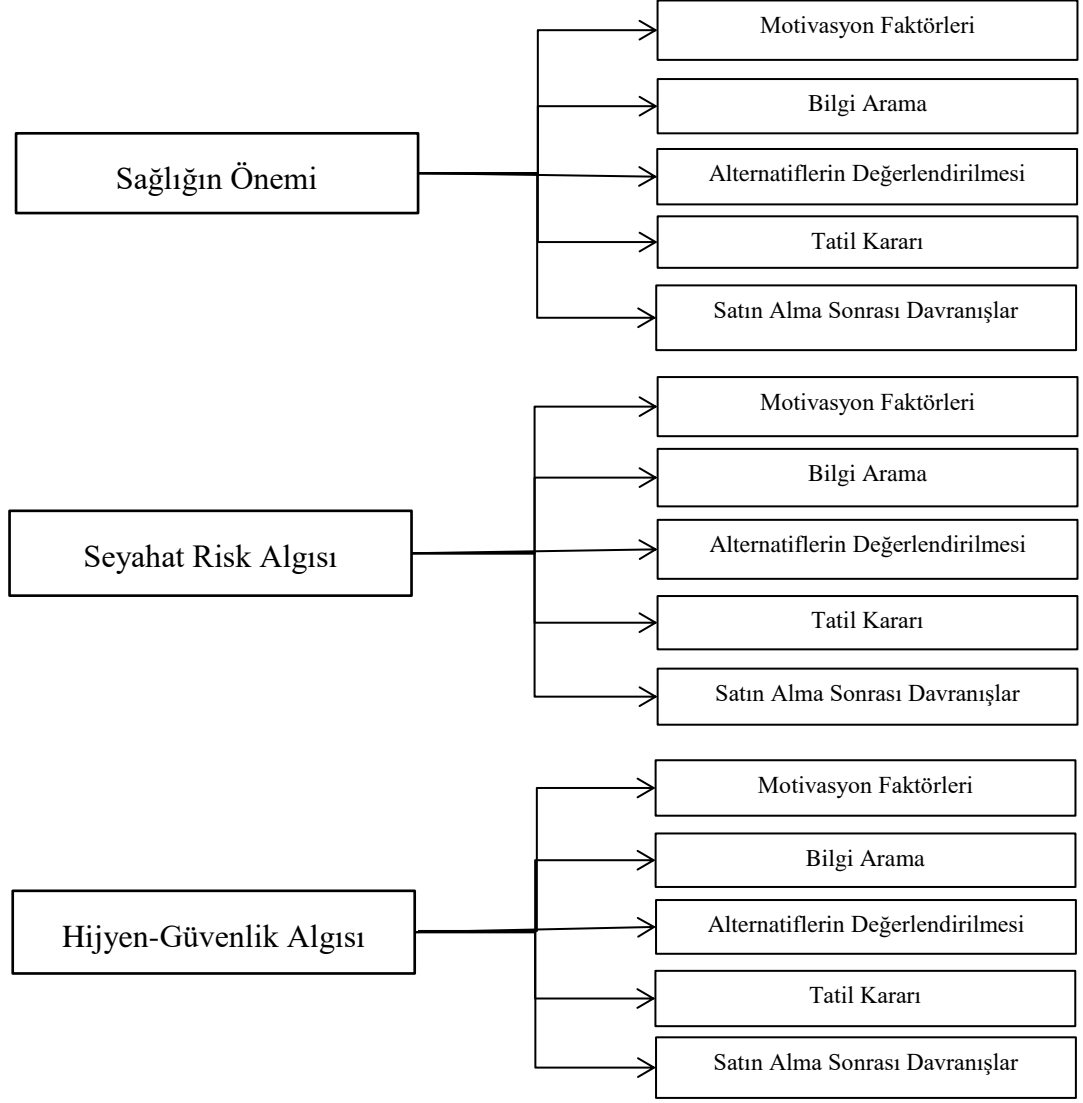 Motivasyon Faktörleri
Bilgi Arama
Sağlığın Önemi
Alternatiflerin Değerlendirilmesi
Tatil Kararı
Satın Alma Sonrası Davranışlar
Motivasyon Faktörleri
Bilgi Arama
Seyahat Risk Algısı
Alternatiflerin Değerlendirilmesi
Tatil Kararı
Satın Alma Sonrası Davranışlar
Motivasyon Faktörleri
Bilgi Arama
Hijyen-Güvenlik Algısı
Alternatiflerin Değerlendirilmesi
Tatil Kararı
Satın Alma Sonrası Davranışlar